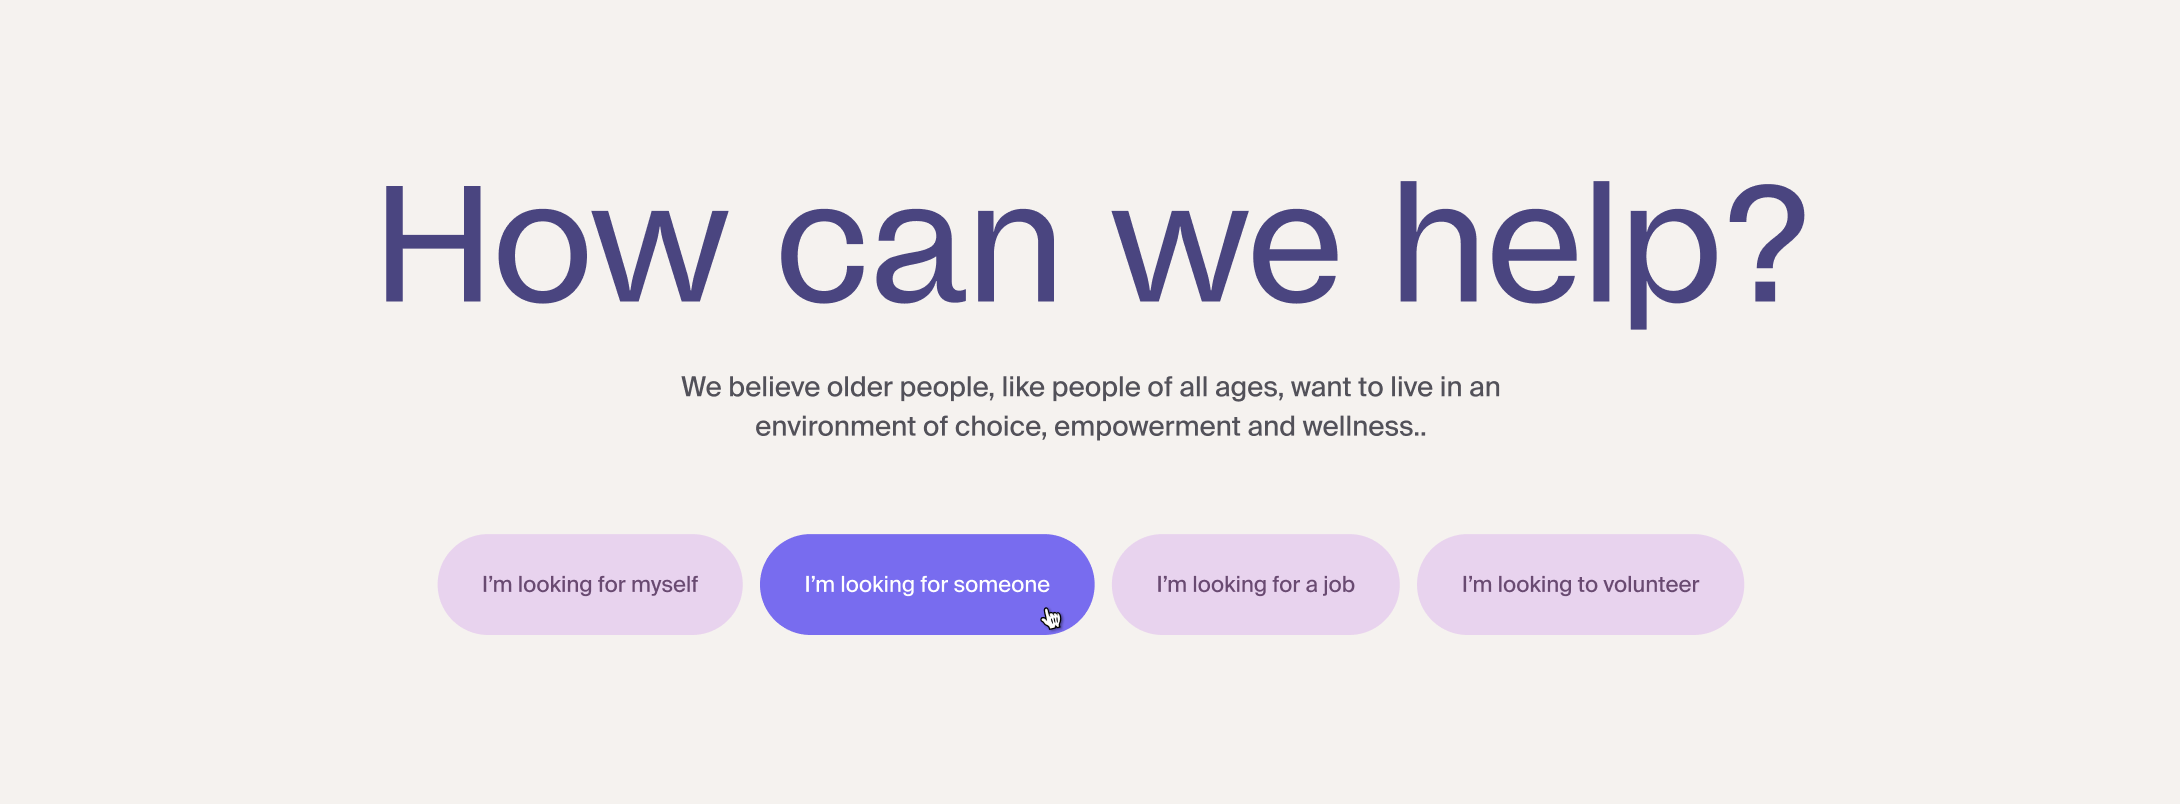 How can we help?
We believe older people, like people of all ages, want to live in an
environment of choice, empowerment and wellness..
I’m looking for myself
I’m looking for someone
I’m looking for a job
I’m looking to volunteer